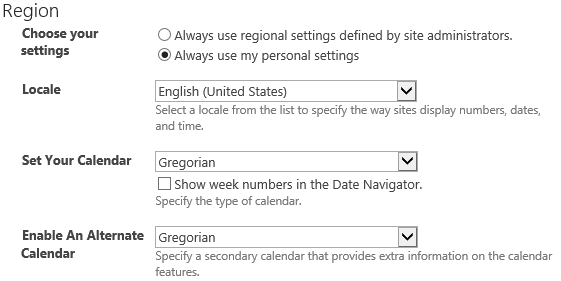 Region
Choose your settings
Always use regional settings defined by site administrators.
Always use my personal settings
Locale
English (United States)
Select a locale from the list to specify the way sites display numbers, dates,
and time.
Set Your Calendar
Gregorian
Show week numbers in the Date Navigator.
Specify the type of calendar.
Enable An Alternate
Calendar
Gregorian
Specify a secondary calendar that provides extra information on the calendar
features.